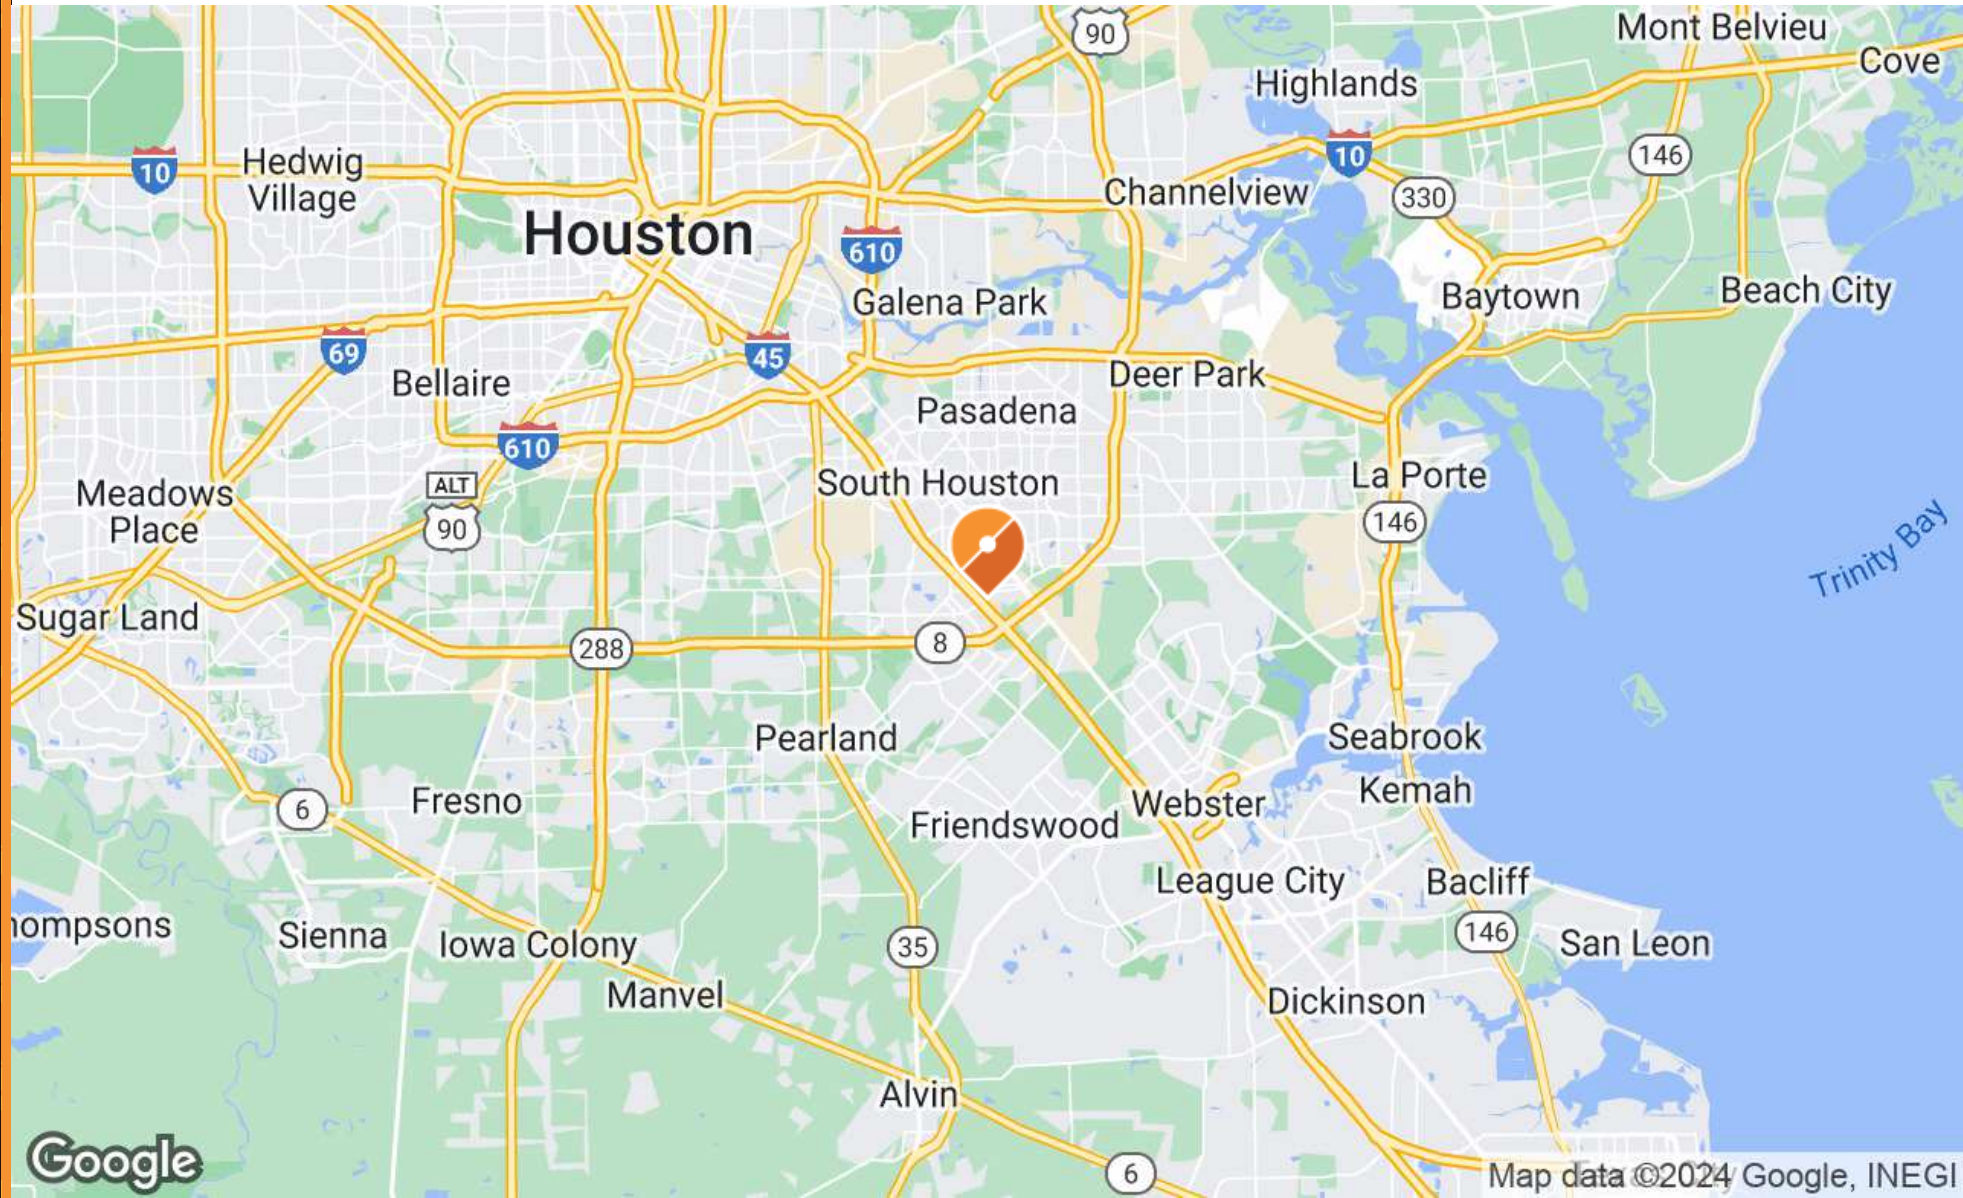 90
Mont Belvieu
Cove
Highlands
10
Hedwig
Village
10
146
Channelview
330
Houston
610
Galena Park
Baytown
Beach City
69
45
Bellaire
Deer Park
Pasadena
610
South Houston
La Porte
Meadows
Place
ALT
90
146
Trinity Bay
Sugar Land
288
8
Pearland
Seabrook
Kemah
6
Fresno
Webster
Friendswood
League City
Bacliff
hompsons
Sienna
Iowa Colony
35
146
San Leon
Manvel
Dickinson
Alvin
Google
6
Map data ©2024 Google, INEGI